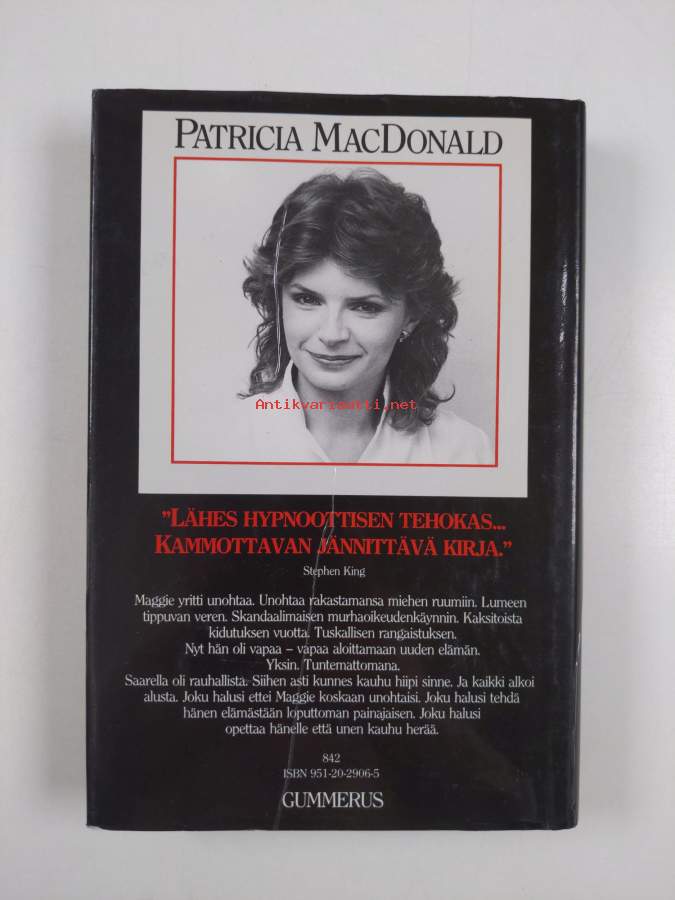 PATRICIA MACDONALD
Antikvariaatti.net
"LÄHES HYPNOOTTISEN TEHOKAS...
KAMMOTTAVAN JÄNNITTÄVÄ KIRJA."
Stephen King
Maggie yritti unohtaa. Unohtaa rakastamansa miehen ruumiin. Lumeen
tippuvan veren. Skandaalimaisen murhaoikeudenkäynnin. Kaksitoista
kidutuksen vuotta. Tuskallisen rangaistuksen.
Nyt hän oli vapaa – vapaa aloittamaan uuden elämän.
Yksin. Tuntemattomana.
Saarella oli rauhallista. Siihen asti kunnes kauhu hiipi sinne. Ja kaikki alkoi
alusta. Joku halusi ettei Maggie koskaan unohtaisi. Joku halusi tehdä
hänen elämästään loputtoman painajaisen. Joku halusi
opettaa hänelle että unen kauhu herää.
842
ISBN 951-20-2906-5
GUMMERUS